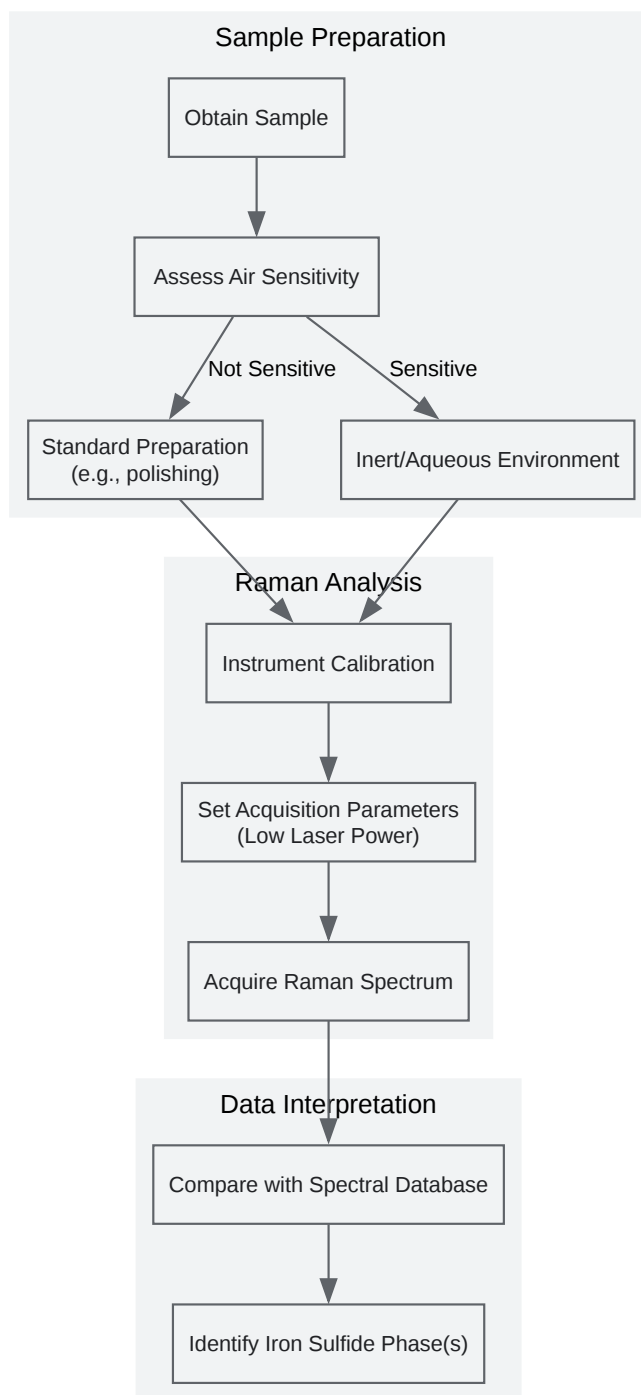 Sample Preparation
Obtain Sample
Assess Air Sensitivity
Not Sensitive
Sensitive
Standard Preparation
(e.g., polishing)
Inert/Aqueous Environment
Raman Analysis
Instrument Calibration
Set Acquisition Parameters
(Low Laser Power)
Acquire Raman Spectrum
Data Interpretation
Compare with Spectral Database
Identify Iron Sulfide Phase(s)